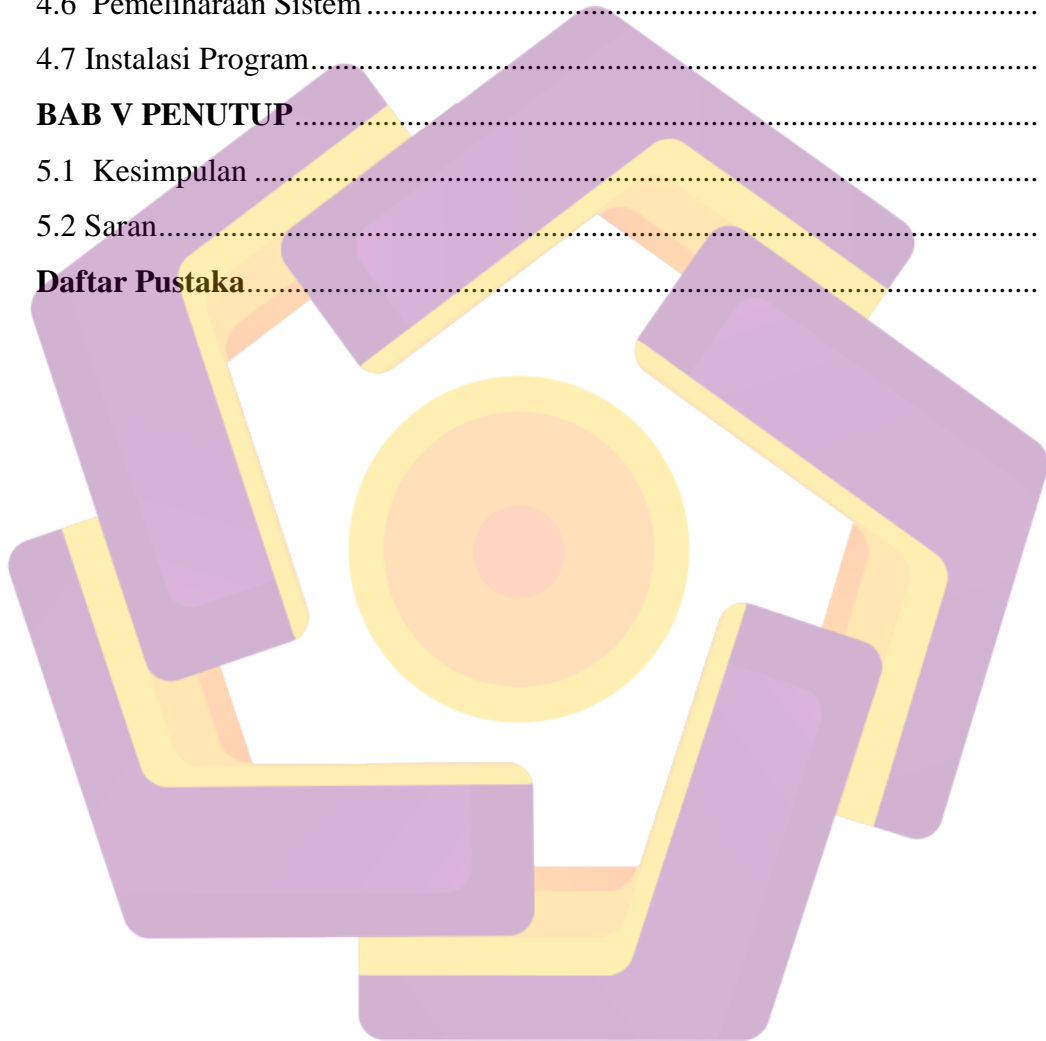 4.6  Pemeliharaan Sistem ......................................................................................
4.7 Instalasi Program.............................................................................................
BAB V PENUTUP...............................................................................................
5.1  Kesimpulan ....................................................................................................
5.2 Saran................................................................................................................
Daftar Pustaka.....................................................................................................